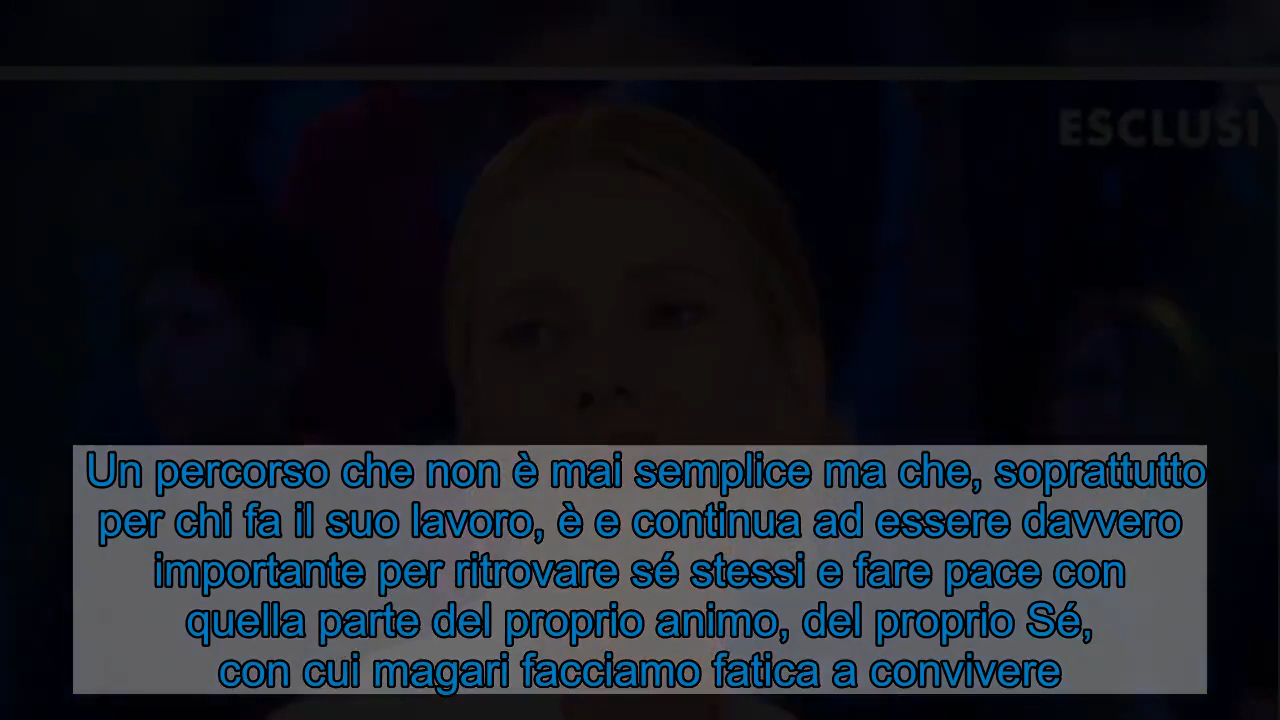 ESCLUSI
Un percorso che non è mai semplice ma che, soprattutto
per chi fa il suo lavoro, è e continua ad essere davvero
importante per ritrovare sé stessi e fare pace con
quella parte del proprio animo, del proprio Sé,
con cui magari facciamo fatica a convivere